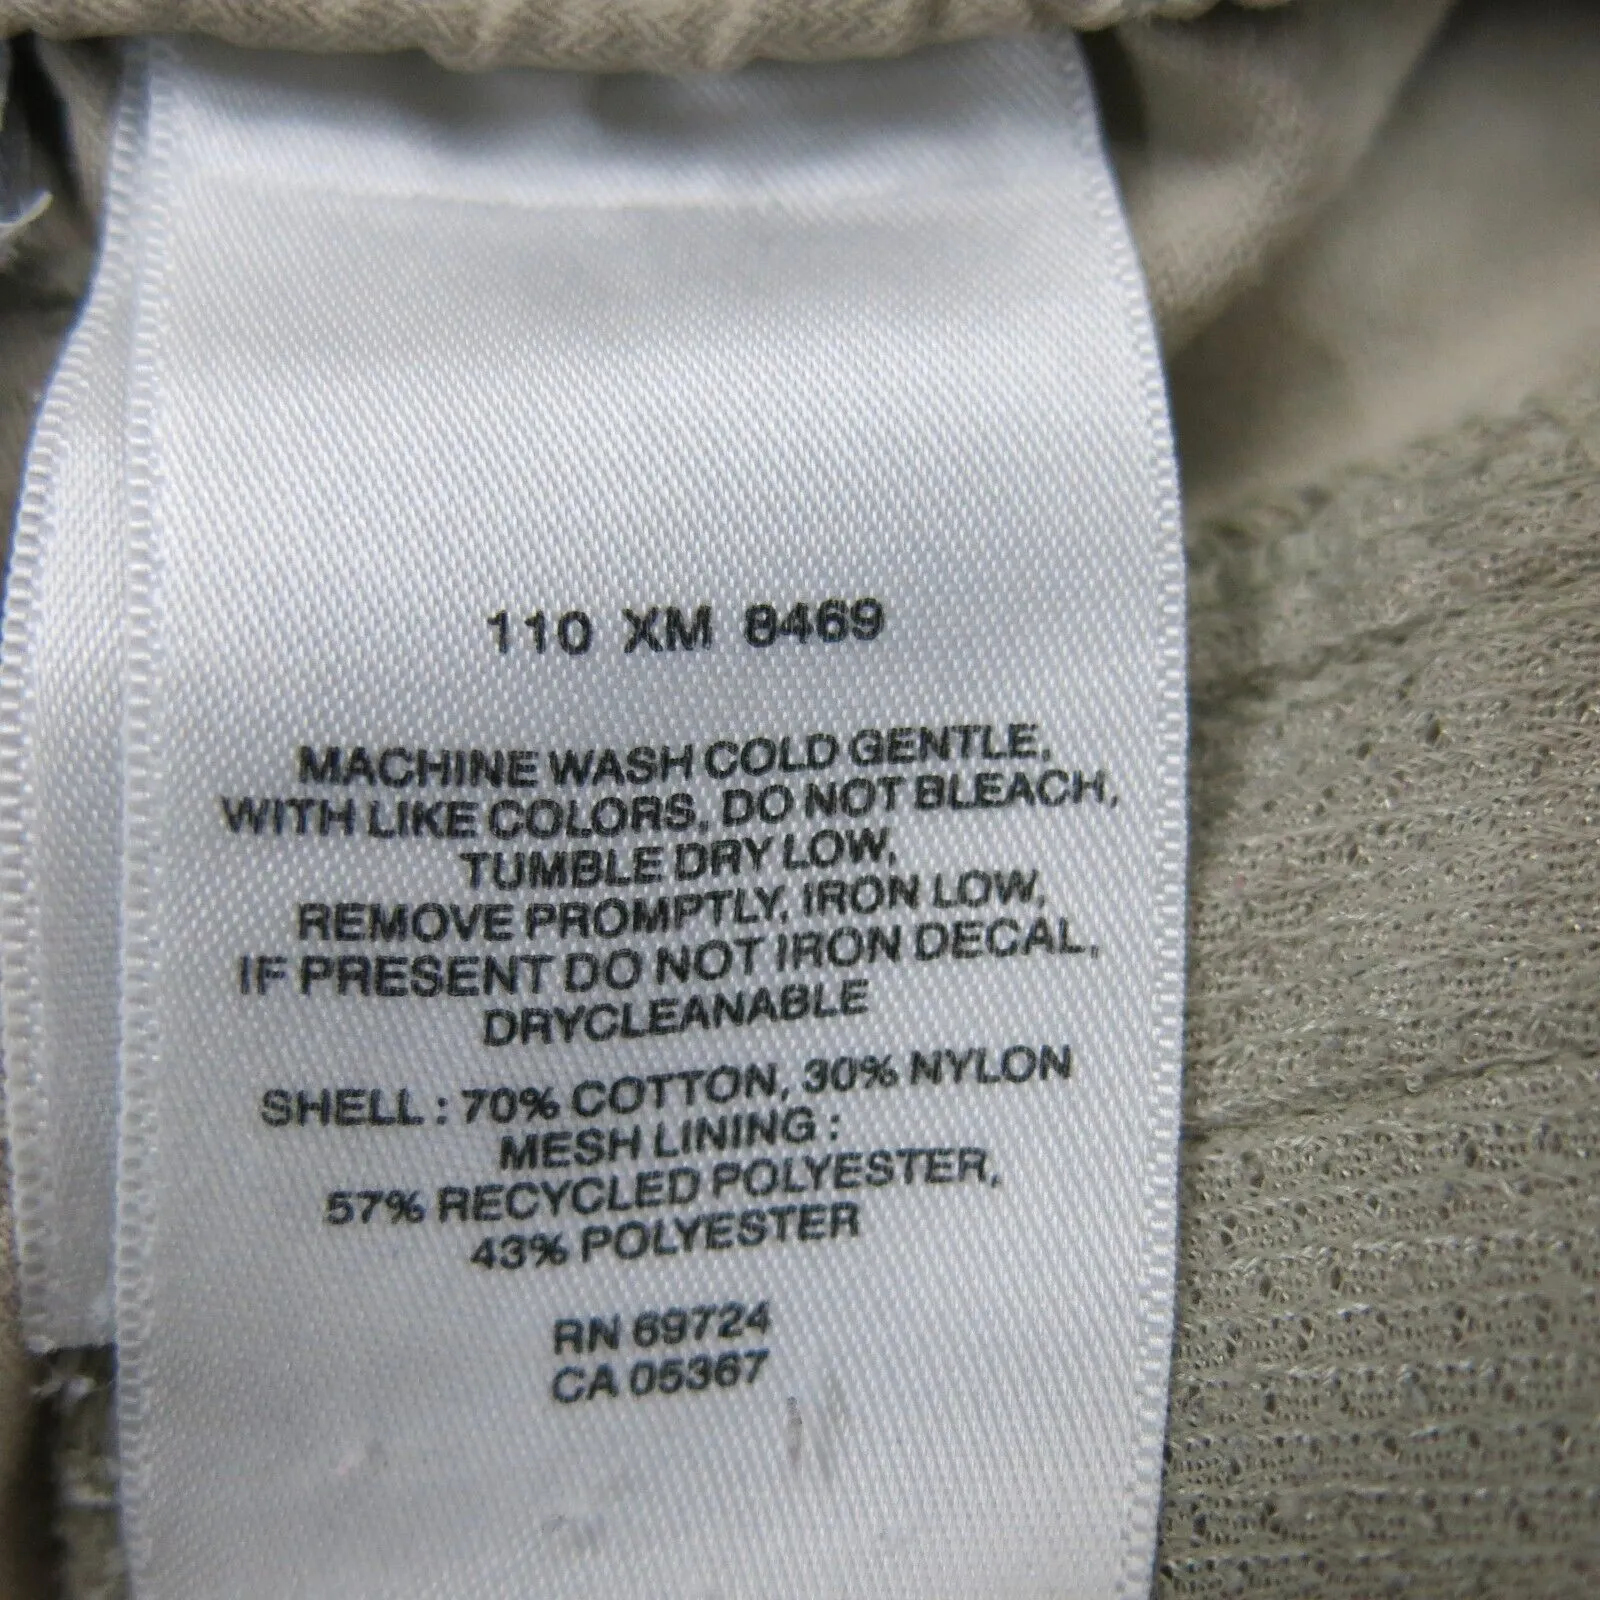 110 XM 8469
MACHINE WASH COLD GENTLE,
WITH LIKE COLORS, DO NOT BLEACH,
TUMBLE DRY LOW,
REMOVE PROMPTLY, IRON LOW,
IF PRESENT DO NOT IRON DECAL,
DRYCLEANABLE
SHELL : 70% COTTON, 30% NYLON
MESH LINING :
57% RECYCLED POLYESTER,
43% POLYESTER
RN 69724
CA 05367